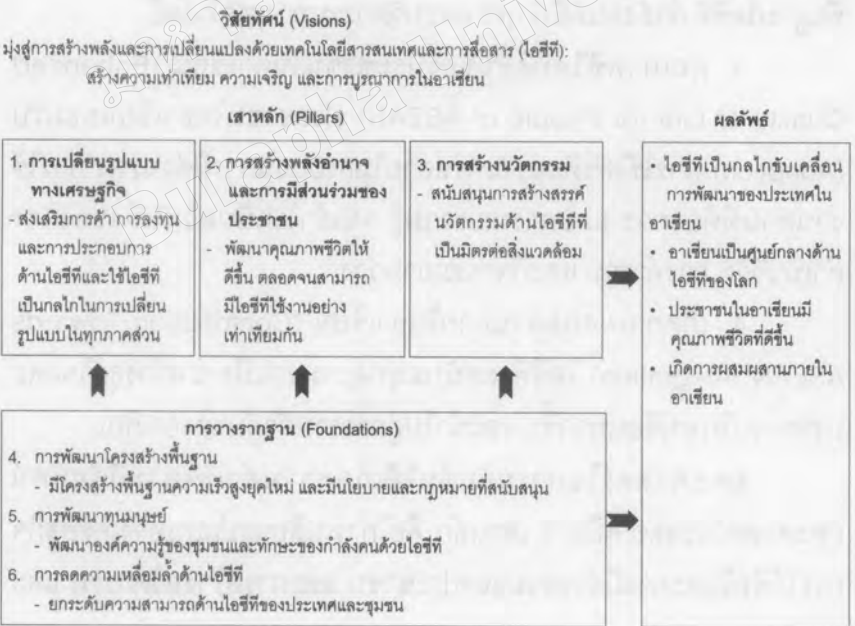 วิสัยทัศน์ (Visions)
มุ่งสู่การสร้างพลังและการเปลี่ยนแปลงด้วยเทคโนโลยีสารสนเทศและการสื่อสาร (ไอซีที):
สร้างความเท่าเทียม ความเจริญ และการบูรณาการในอาเซียน
เสาหลัก (Pillars)
1. การเปลี่ยนรูปแบบ
ทางเศรษฐกิจ
- ส่งเสริมการค้า การลงทุน
และการประกอบการ
ด้านไอซีทีและใช้ไอซีที
เป็นกลไกในการเปลี่ยน
รูปแบบในทุกภาคส่วน
2. การสร้างพลังอำนาจ
และการมีส่วนร่วมของ
ประชาชน
- พัฒนาคุณภาพชีวิตให้
ดีขึ้น ตลอดจนสามารถ
มีไอซีทีใช้งานอย่าง
เท่าเทียมกัน
3. การสร้างนวัตกรรม
- สนับสนุนการสร้างสรรค์
นวัตกรรมด้านไอซีทีที่
เป็นมิตรต่อสิ่งแวดล้อม
ผลลัพธ์
• ไอซีทีเป็นกลไกขับเคลื่อน
การพัฒนาของประเทศใน
อาเซียน
• อาเซียนเป็นศูนย์กลางด้าน
ไอซีทีของโลก
• ประชาชนในอาเซียนมี
คุณภาพชีวิตที่ดีขึ้น
• เกิดการผสมผสานภายใน
อาเซียน
การวางรากฐาน (Foundation)
4. การพัฒนาโครงสร้างพื้นฐาน
- มีโครงสร้างพื้นฐานความเร็วสูงยุคใหม่ และมีนโยบายและกฎหมายที่สนับสนุน
5. การพัฒนาทุนมนุษย์
- พัฒนาองค์ความรู้ของชุมชนและทักษะของกำลังคนด้วยไอซีที
6. การลดความเหลื่อมล้ำด้านไอซีที
- ยกระดับความสามารถด้านไอซีทีของประเทศและชุมชน
Burapha University